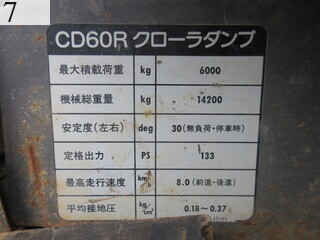 7
CD60R クローラダンプ
最大積載荷重 kg 6000
機械総重量 kg 14200
安定度(左右) deg 30(無負荷・停車時)
定格出力 PS 133
最高走行速度 km/h 8.0(前進・後進)
平均接地圧 kg/cm² 0.18～0.37